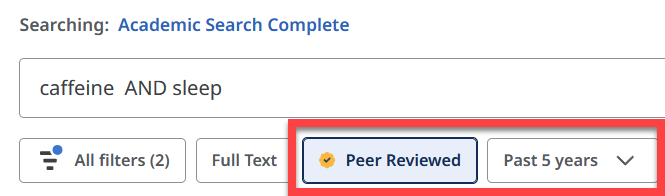 Searching: Academic Search Complete
caffeine  AND sleep
All filters (2) Full Text Peer Reviewed Past 5 years